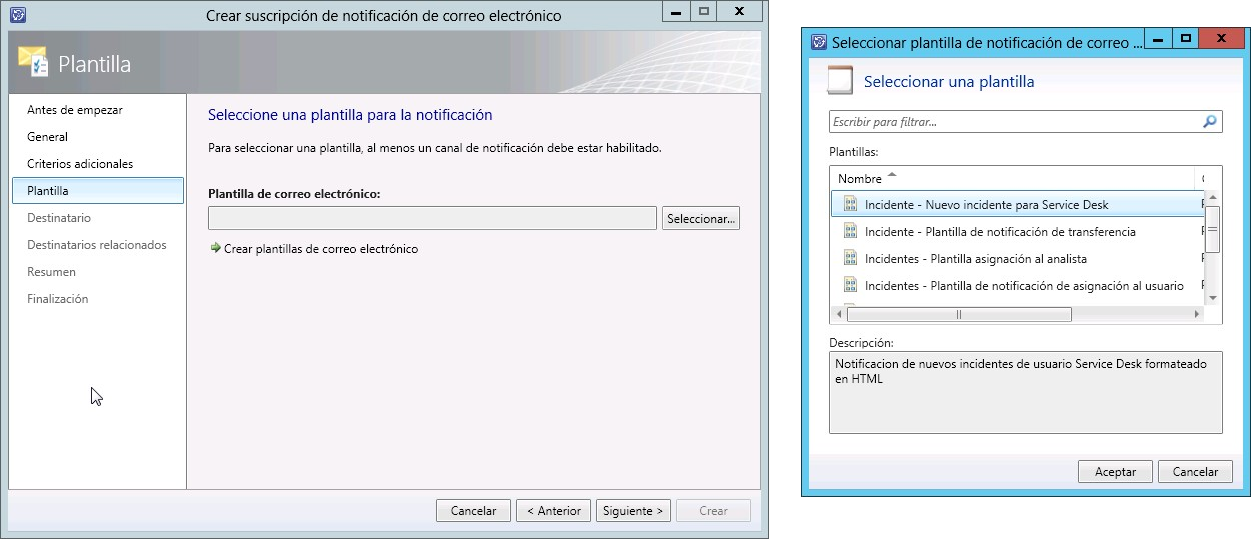 Crear suscripción de notificación de correo electrónico
Plantilla
Antes de empezar
General
Criterios adicionales
Plantilla
Destinatario
Destinatarios relacionados
Resumen
Finalización
Seleccione una plantilla para la notificación
Para seleccionar una plantilla, al menos un canal de notificación debe estar habilitado.
Plantilla de correo electrónico:
Seleccionar...
Crear plantillas de correo electrónico
Cancelar
< Anterior
Siguiente >
Crear
Seleccionar plantilla de notificación de correo ...
Seleccionar una plantilla
Escribir para filtrar...
Plantillas:
Nombre
Incidente - Nuevo incidente para Service Desk
Incidente - Plantilla de notificación de transferencia
Incidentes - Plantilla asignación al analista
Incidentes - Plantilla de notificación de asignación al usuario
Descripción:
Notificacion de nuevos incidentes de usuario Service Desk formateado
en HTML
Aceptar
Cancelar